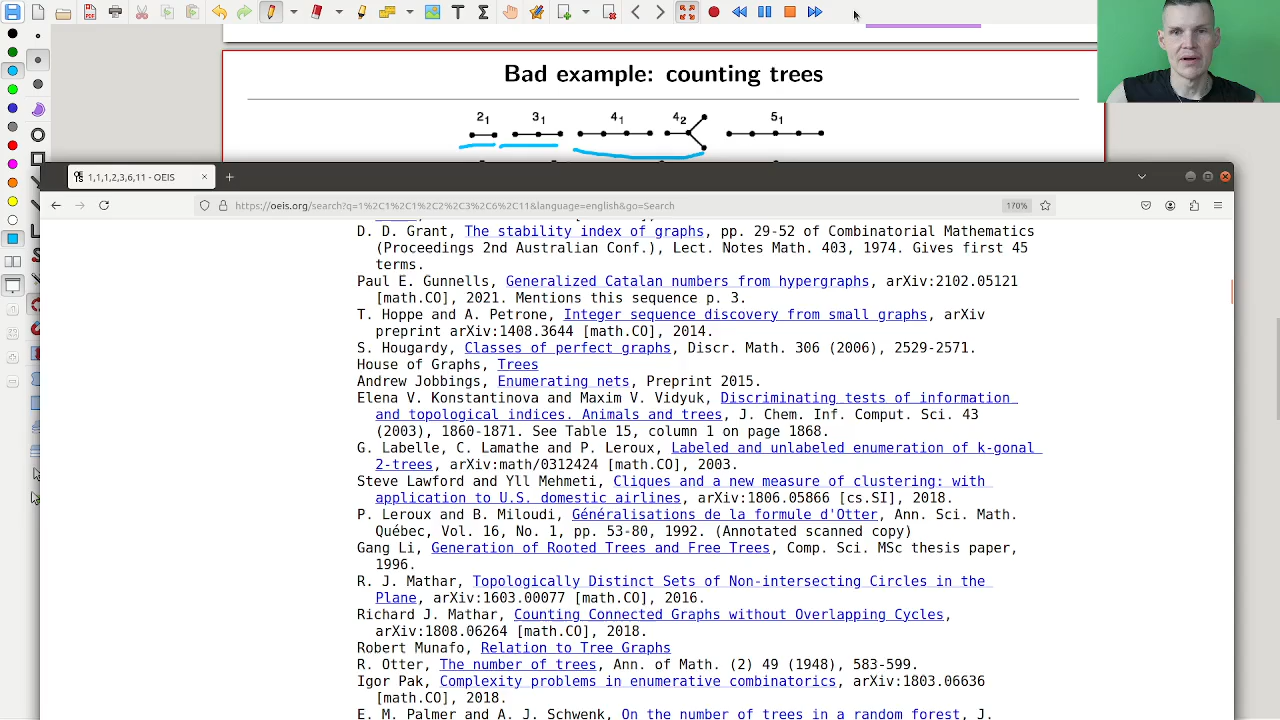 Bad example: counting trees
2₁ 3₁ 4₁ 4₂ 5₁
1,1,1,2,3,6,11 - OEIS
https://oeis.org/search?q=1%2C1%2C1%2C2%2C3%2C6%2C11&language=english&go=Search 170%
D. D. Grant, The stability index of graphs, pp. 29-52 of Combinatorial Mathematics
(Proceedings 2nd Australian Conf.), Lect. Notes Math. 403, 1974. Gives first 45
terms.
Paul E. Gunnells, Generalized Catalan numbers from hypergraphs, arXiv:2102.05121
[math.CO], 2021. Mentions this sequence p. 3.
T. Hoppe and A. Petrone, Integer sequence discovery from small graphs, arXiv
preprint arXiv:1408.3644 [math.CO], 2014.
S. Hougardy, Classes of perfect graphs, Discr. Math. 306 (2006), 2529-2571.
House of Graphs, Trees
Andrew Jobbings, Enumerating nets, Preprint 2015.
Elena V. Konstantinova and Maxim V. Vidyuk, Discriminating tests of information
and topological indices. Animals and trees, J. Chem. Inf. Comput. Sci. 43
(2003), 1860-1871. See Table 15, column 1 on page 1868.
G. Labelle, C. Lamathe and P. Leroux, Labeled and unlabeled enumeration of k-gonal
2-trees, arXiv:math/0312424 [math.CO], 2003.
Steve Lawford and Yll Mehmeti, Cliques and a new measure of clustering: with
application to U.S. domestic airlines, arXiv:1806.05866 [cs.SI], 2018.
P. Leroux and B. Miloudi, Généralisations de la formule d'Otter, Ann. Sci. Math.
Québec, Vol. 16, No. 1, pp. 53-80, 1992. (Annotated scanned copy)
Gang Li, Generation of Rooted Trees and Free Trees, Comp. Sci. MSc thesis paper,
1996.
R. J. Mathar, Topologically Distinct Sets of Non-intersecting Circles in the
Plane, arXiv:1603.00077 [math.CO], 2016.
Richard J. Mathar, Counting Connected Graphs without Overlapping Cycles,
arXiv:1808.06264 [math.CO], 2018.
Robert Munafo, Relation to Tree Graphs
R. Otter, The number of trees, Ann. of Math. (2) 49 (1948), 583-599.
Igor Pak, Complexity problems in enumerative combinatorics, arXiv:1803.06636
[math.CO], 2018.
E. M. Palmer and A. J. Schwenk, On the number of trees in a random forest, J.